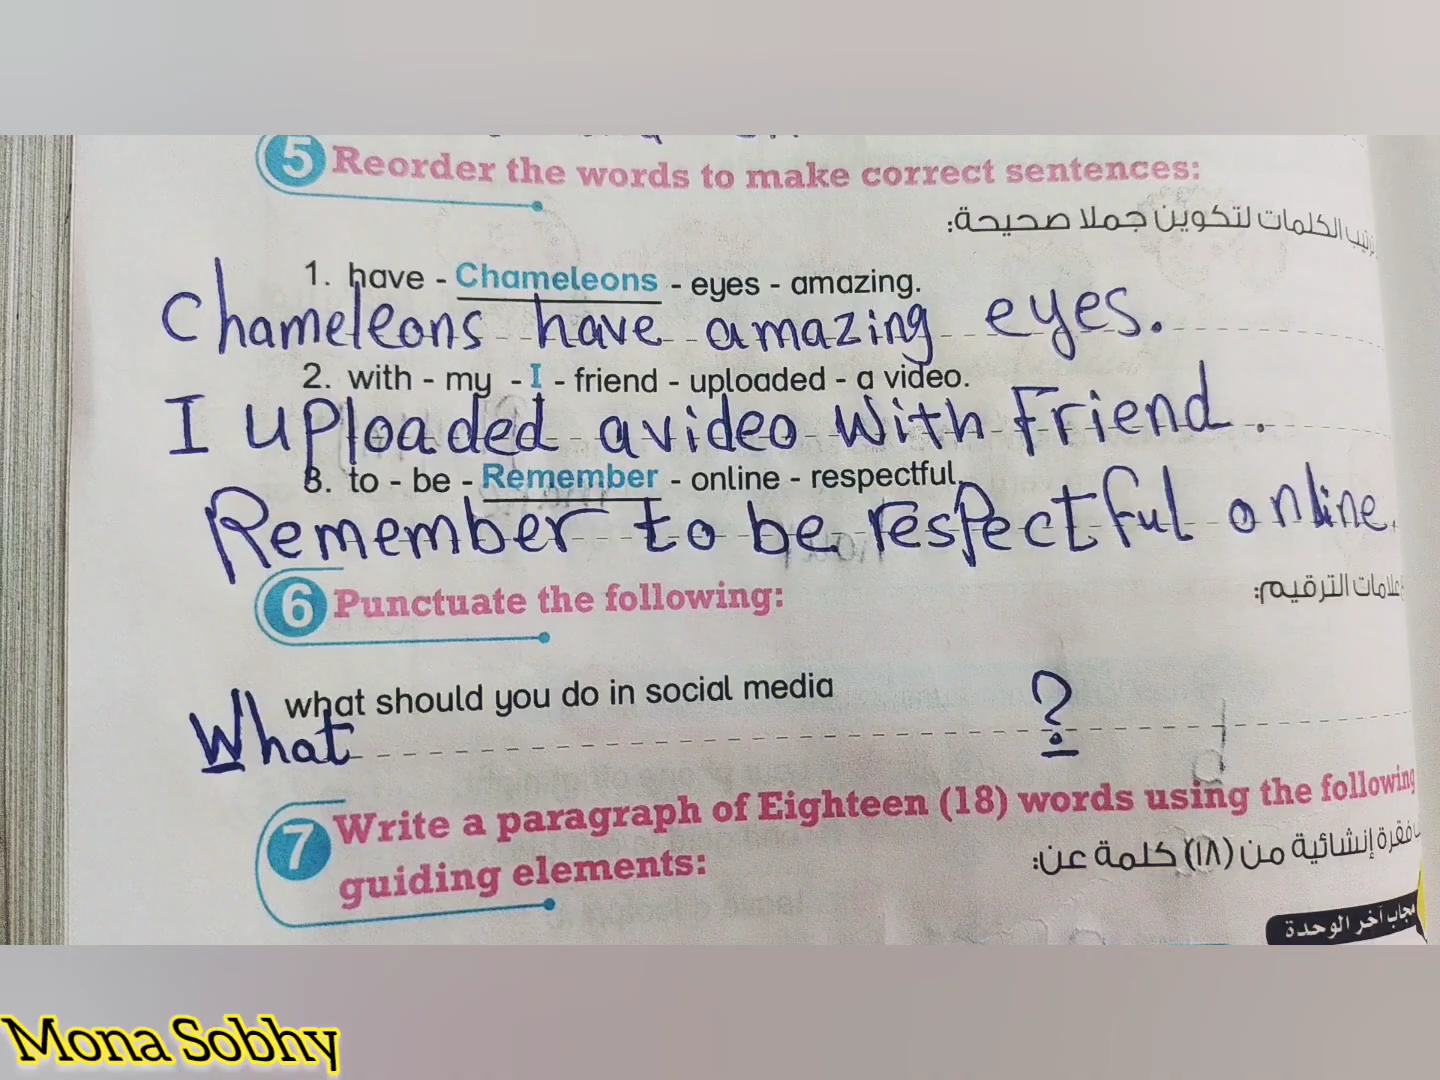 5 Reorder the words to make correct sentences:
الكلمات لتكوين جملا صحيحة:
1. have - Chameleons - eyes - amazing.
Chameleons have amazing eyes.
2. with - my - I - friend - uploaded - a video.
I uploaded a video with Friend.
3. to - be - Remember - online - respectful.
Remember to be respectful online.
6 Punctuate the following:
علامات الترقيم:
what should you do in social media
What ?
7 Write a paragraph of Eighteen (18) words using the following
guiding elements:
فقرة إنشائية من (١٨) كلمة عن:
مجاب آخر الوحدة
Mona Sobhy